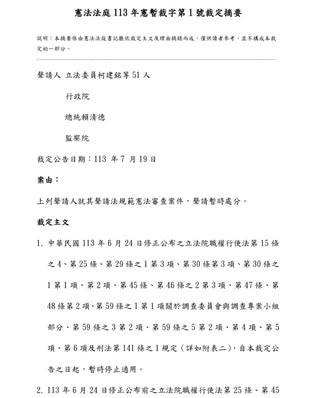 憲法法庭 113 年憲暫裁字第 1 號裁定摘要
說明：本摘要係由憲法法庭書記廳依裁定主文及理由摘錄而成，僅供讀者參考，並不構成本裁
定的一部分。
聲請人 立法委員柯建銘等 51 人
行政院
總統賴清德
監察院
裁定公告日期：113 年 7 月 19 日
案由：
上列聲請人就其聲請法規範憲法審查案件，聲請暫時處分。
裁定主文
1. 中華民國 113 年 6 月 24 日修正公布之立法院職權行使法第 15 條
之 4、第 25 條、第 29 條之 1 第 3 項、第 30 條第 3 項、第 30 條之
1 第 1 項、第 2 項、第 45 條、第 46 條之 2 第 3 項、第 47 條、第
48 條第 2 項、第 59 條之 1 第 1 項關於調查委員會與調查專案小組
部分、第 59 條之 3 第 2 項、第 59 條之 5 第 2 項、第 4 項、第 5
項、第 6 項及刑法第 141 條之 1 規定（詳如附表二），自本裁定公
告之日起，暫時停止適用。
2. 113 年 6 月 24 日修正公布前之立法院職權行使法第 25 條、第 45